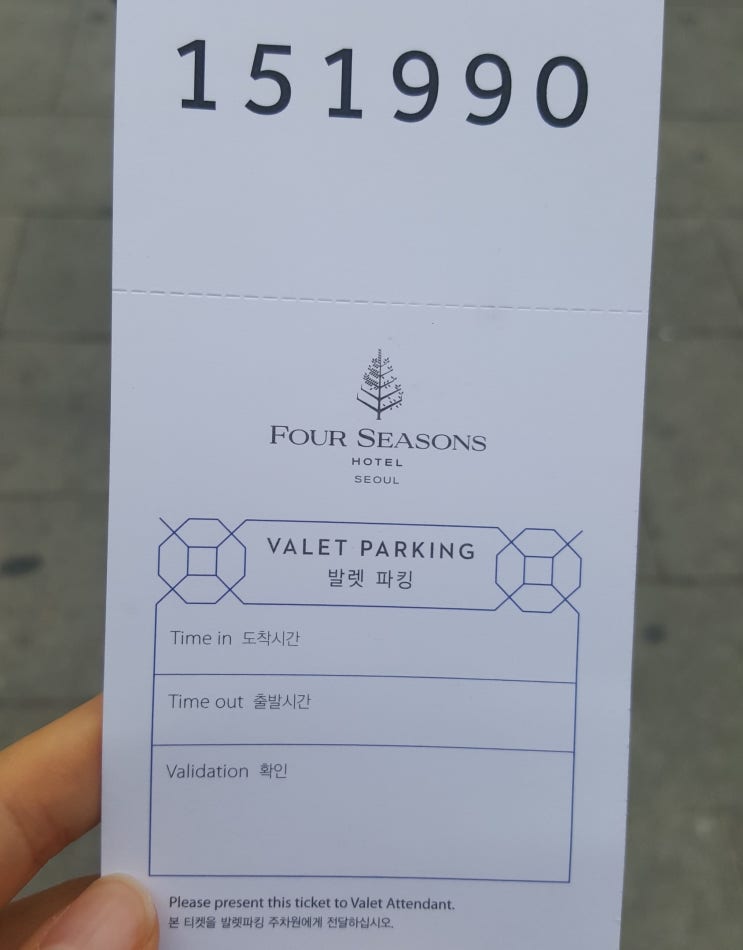 151990
FOUR SEASONS
HOTEL
SEOUL
VALET PARKING
발렛 파킹
Time in 도착시간
Time out 출발시간
Validation 확인
Please present this ticket to Valet Attendant.
본 티켓을 발렛파킹 주차원에게 전달하십시오.